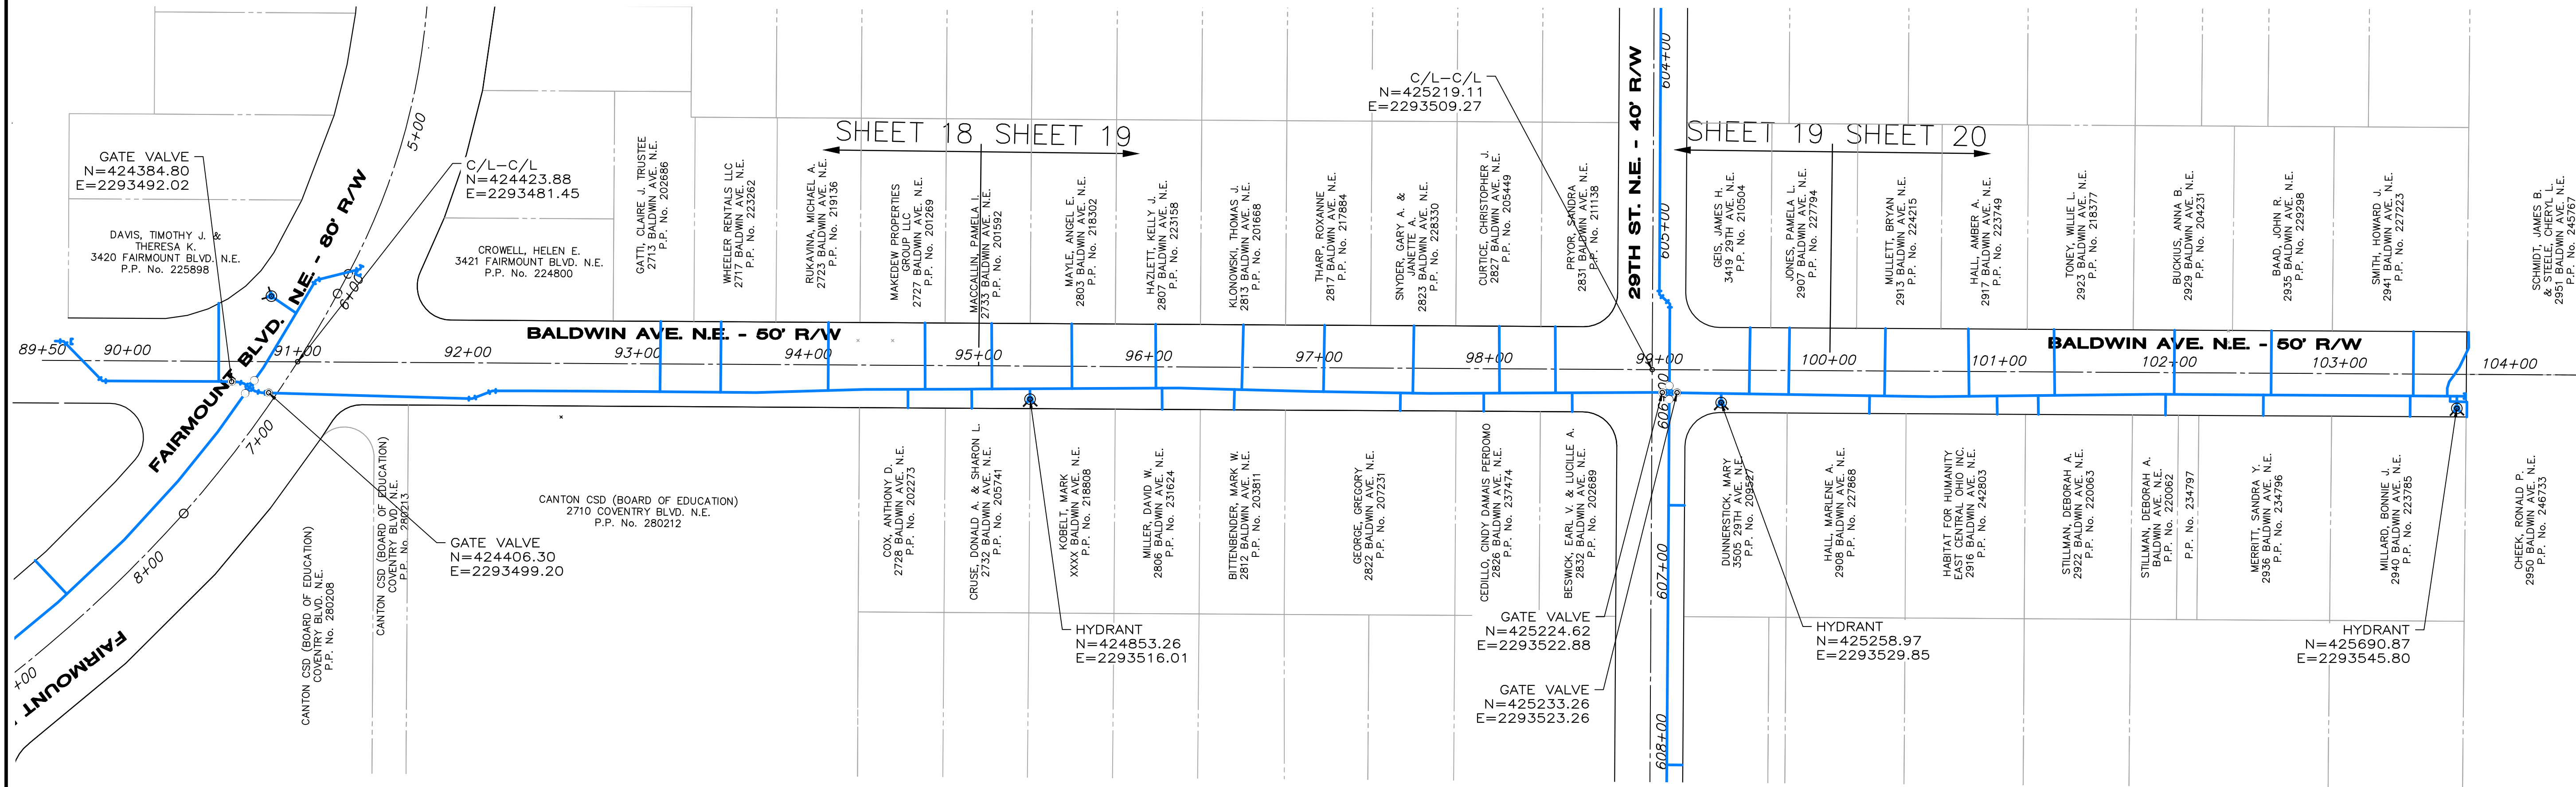 GATE VALVE
N=424384.80
E=2293492.02
DAVIS, TIMOTHY J. &
THERESA K.
3420 FAIRMOUNT BLVD. N.E.
P.P. No. 225898
FAIRMOUNT BLVD. N.E. - 80' R/W
5+00
6+00
7+00
8+00
+00
FAIRMOUNT
C/L-C/L
N=424423.88
E=2293481.45
CROWELL, HELEN E.
3421 FAIRMOUNT BLVD. N.E.
P.P. No. 224800
GATTI, CLAIRE J. TRUSTEE
2713 BALDWIN AVE. N.E.
P.P. No. 202686
WHEELER RENTALS LLC
2717 BALDWIN AVE. N.E.
P.P. No. 223262
RUKAVINA, MICHAEL A.
2723 BALDWIN AVE. N.E.
P.P. No. 219136
SHEET 18 SHEET 19
MAKEDEW PROPERTIES
GROUP LLC
2727 BALDWIN AVE. N.E.
P.P. No. 201269
MACCALLIN, PAMELA I.
2733 BALDWIN AVE. N.E.
P.P. No. 201592
MAYLE, ANGEL E.
2803 BALDWIN AVE. N.E.
P.P. No. 218302
HAZLETT, KELLY J.
2807 BALDWIN AVE. N.E.
P.P. No. 223158
KLONOWSKI, THOMAS J.
2813 BALDWIN AVE. N.E.
P.P. No. 201668
THARP, ROXANNE
2817 BALDWIN AVE. N.E.
P.P. No. 217884
SNYDER, GARY A. &
JANETTE A.
2823 BALDWIN AVE. N.E.
P.P. No. 228330
CURTICE, CHRISTOPHER J.
2827 BALDWIN AVE. N.E.
P.P. No. 205449
PRYOR, SANDRA
2831 BALDWIN AVE. N.E.
P.P. No. 211138
C/L-C/L
N=425219.11
E=2293509.27
29TH ST. N.E. - 40' R/W
604+00
605+00
606+00
607+00
608+00
SHEET 19 SHEET 20
GEIS, JAMES H.
3419 29TH AVE. N.E.
P.P. No. 210504
JONES, PAMELA L.
2907 BALDWIN AVE. N.E.
P.P. No. 227794
MULLETT, BRYAN
2913 BALDWIN AVE. N.E.
P.P. No. 224215
HALL, AMBER A.
2917 BALDWIN AVE. N.E.
P.P. No. 223749
TONEY, WILLIE L.
2923 BALDWIN AVE. N.E.
P.P. No. 218377
BUCKIUS, ANNA B.
2929 BALDWIN AVE. N.E.
P.P. No. 204231
BAAD, JOHN R.
2935 BALDWIN AVE. N.E.
P.P. No. 229298
SMITH, HOWARD J.
2941 BALDWIN AVE. N.E.
P.P. No. 227223
SCHMIDT, JAMES B.
& STEELE, CHERYL L.
2951 BALDWIN AVE. N.E.
P.P. No. 245767
BALDWIN AVE. N.E. - 50' R/W
BALDWIN AVE. N.E. - 50' R/W
89+50
90+00
91+00
92+00
93+00
94+00
95+00
96+00
97+00
98+00
99+00
100+00
101+00
102+00
103+00
104+00
CANTON CSD (BOARD OF EDUCATION)
COVENTRY BLVD. N.E.
P.P. No. 280208
CANTON CSD (BOARD OF EDUCATION)
COVENTRY BLVD. N.E.
P.P. No. 280213
GATE VALVE
N=424406.30
E=2293499.20
CANTON CSD (BOARD OF EDUCATION)
2710 COVENTRY BLVD. N.E.
P.P. No. 280212
COX, ANTHONY D.
2728 BALDWIN AVE. N.E.
P.P. No. 202273
CRUSE, DONALD A. & SHARON L.
2732 BALDWIN AVE. N.E.
P.P. No. 205741
KOBELT, MARK
XXXX BALDWIN AVE. N.E.
P.P. No. 218808
MILLER, DAVID W.
2806 BALDWIN AVE. N.E.
P.P. No. 231624
BITTENBENDER, MARK W.
2812 BALDWIN AVE. N.E.
P.P. No. 203811
GEORGE, GREGORY
2822 BALDWIN AVE. N.E.
P.P. No. 207231
CEDILLO, CINDY DAMAIS PERDOMO
2826 BALDWIN AVE. N.E.
P.P. No. 237474
BESWICK, EARL V. & LUCILLE A.
2832 BALDWIN AVE. N.E.
P.P. No. 202689
HYDRANT
N=424853.26
E=2293516.01
GATE VALVE
N=425224.62
E=2293522.88
GATE VALVE
N=425233.26
E=2293523.26
DUNNERSTICK, MARY
3505 29TH AVE. N.E.
P.P. No. 209527
HALL, MARLENE A.
2908 BALDWIN AVE. N.E.
P.P. No. 227868
HABITAT FOR HUMANITY
EAST CENTRAL OHIO INC.
2916 BALDWIN AVE. N.E.
P.P. No. 242803
STILLMAN, DEBORAH A.
2922 BALDWIN AVE. N.E.
P.P. No. 220063
STILLMAN, DEBORAH A.
BALDWIN AVE. N.E.
P.P. No. 220062
P.P. No. 234797
MERRITT, SANDRA Y.
2936 BALDWIN AVE. N.E.
P.P. No. 234796
MILLARD, BONNIE J.
2940 BALDWIN AVE. N.E.
P.P. No. 223785
CHEEK, RONALD P.
2950 BALDWIN AVE. N.E.
P.P. No. 246733
HYDRANT
N=425258.97
E=2293529.85
HYDRANT
N=425690.87
E=2293545.80